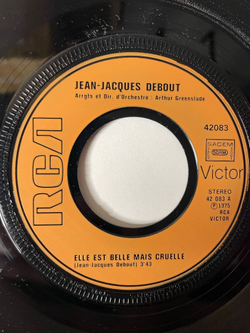 JEAN-JACQUES DEBOUT
Arrgts et Dir. d'Orchestre : Arthur Greenslade
42083
SACEM
RCA
Victor
STEREO
42 083 A
℗ 1975
RCA
VICTOR
ELLE EST BELLE MAIS CRUELLE
(Jean-Jacques Debout) 3'43